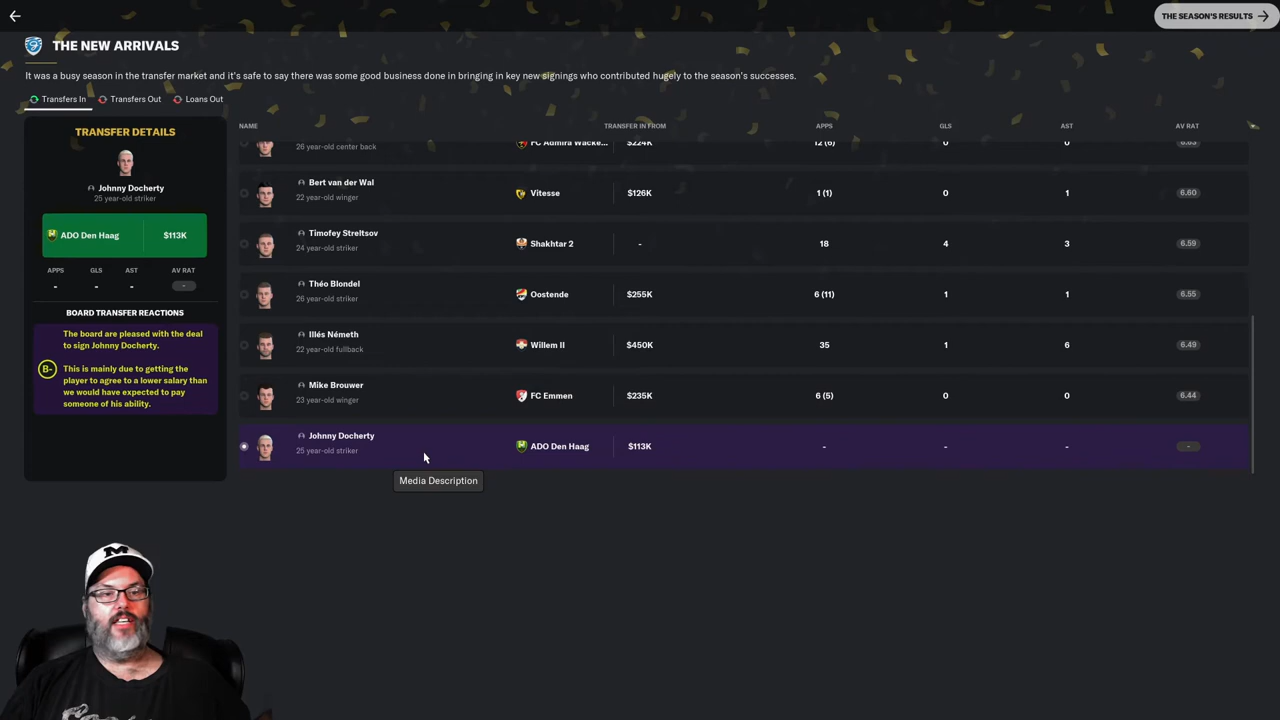 THE SEASON'S RESULTS
THE NEW ARRIVALS
It was a busy season in the transfer market and it's safe to say there was some good business done in bringing in key new signings who contributed hugely to the season's successes.
Transfers In Transfers Out Loans Out
TRANSFER DETAILS
Johnny Docherty
25 year-old striker
ADO Den Haag $113K
APPS GLS AST AV RAT
- - - -
BOARD TRANSFER REACTIONS
The board are pleased with the deal
to sign Johnny Docherty.
B-
This is mainly due to getting the
player to agree to a lower salary than
we would have expected to pay
someone of his ability.
NAME TRANSFER IN FROM APPS GLS AST AV RAT
26 year-old center back FC Admira Wacke... $224K 12 (6) 0 0
Bert van der Wal
22 year-old winger Vitesse $126K 1 (1) 0 1 6.60
Timofey Streltsov
24 year-old striker Shakhtar 2 - 18 4 3 6.59
Théo Blondel
26 year-old striker Oostende $255K 6 (11) 1 1 6.55
Illés Németh
22 year-old fullback Willem II $450K 35 1 6 6.49
Mike Brouwer
23 year-old winger FC Emmen $235K 6 (5) 0 0 6.44
Johnny Docherty
25 year-old striker ADO Den Haag $113K - - - -
Media Description
M